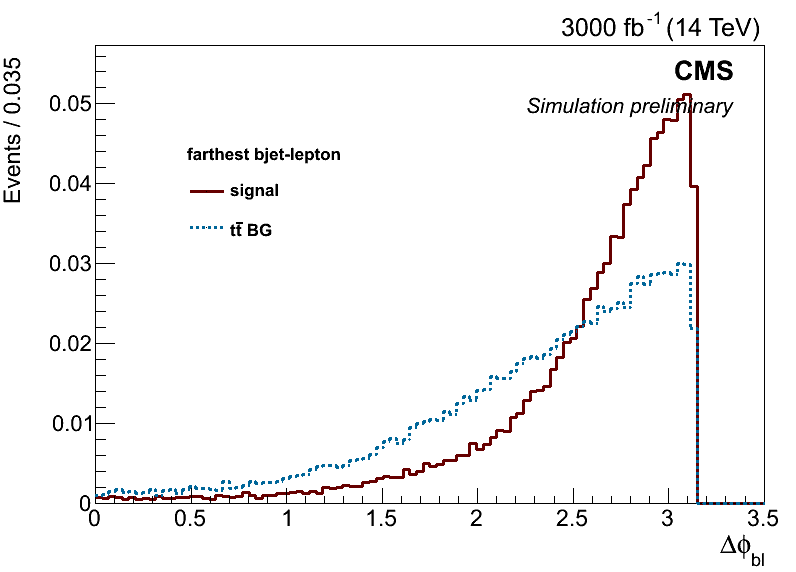 3000 fb⁻¹ (14 TeV)
CMS
Simulation preliminary
Events / 0.035
farthest bjet-lepton
signal
tt̄ BG
0.05
0.04
0.03
0.02
0.01
0
0 0.5 1 1.5 2 2.5 3 3.5
Δϕbl